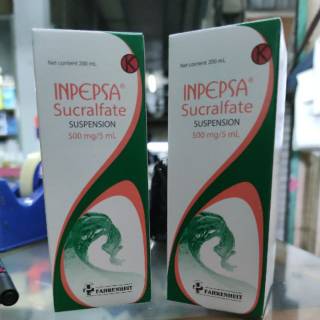 Net content 200 mL
K
INPEPSA®
Sucralfate
SUSPENSION
500 mg/5 mL
FAHRENHEIT
Net content 200 mL
K
INPEPSA®
Sucralfate
SUSPENSION
500 mg/5 mL
FAHRENHEIT